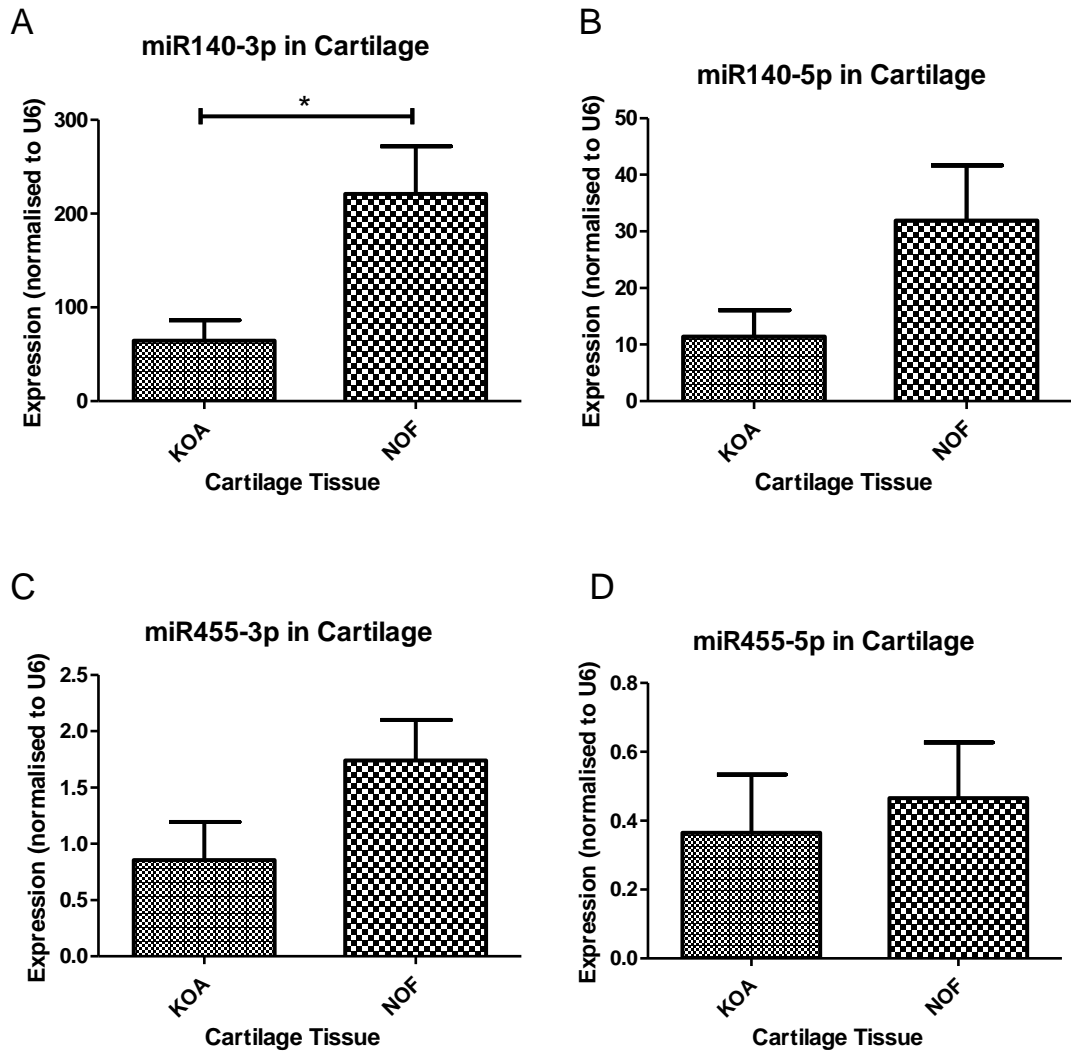 A
miR140-3p in Cartilage
*
Expression (normalised to U6)
300
200
100
0
KOA
NOF
Cartilage Tissue
B
miR140-5p in Cartilage
Expression (normalised to U6)
50
40
30
20
10
0
KOA
NOF
Cartilage Tissue
C
miR455-3p in Cartilage
Expression (normalised to U6)
2.5
2.0
1.5
1.0
0.5
0.0
KOA
NOF
Cartilage Tissue
D
miR455-5p in Cartilage
Expression (normalised to U6)
0.8
0.6
0.4
0.2
0.0
KOA
NOF
Cartilage Tissue